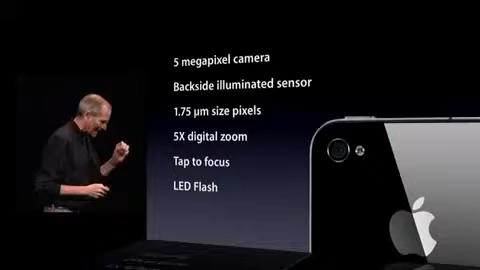 5 megapixel camera
Backside illuminated sensor
1.75 µm size pixels
5X digital zoom
Tap to focus
LED Flash